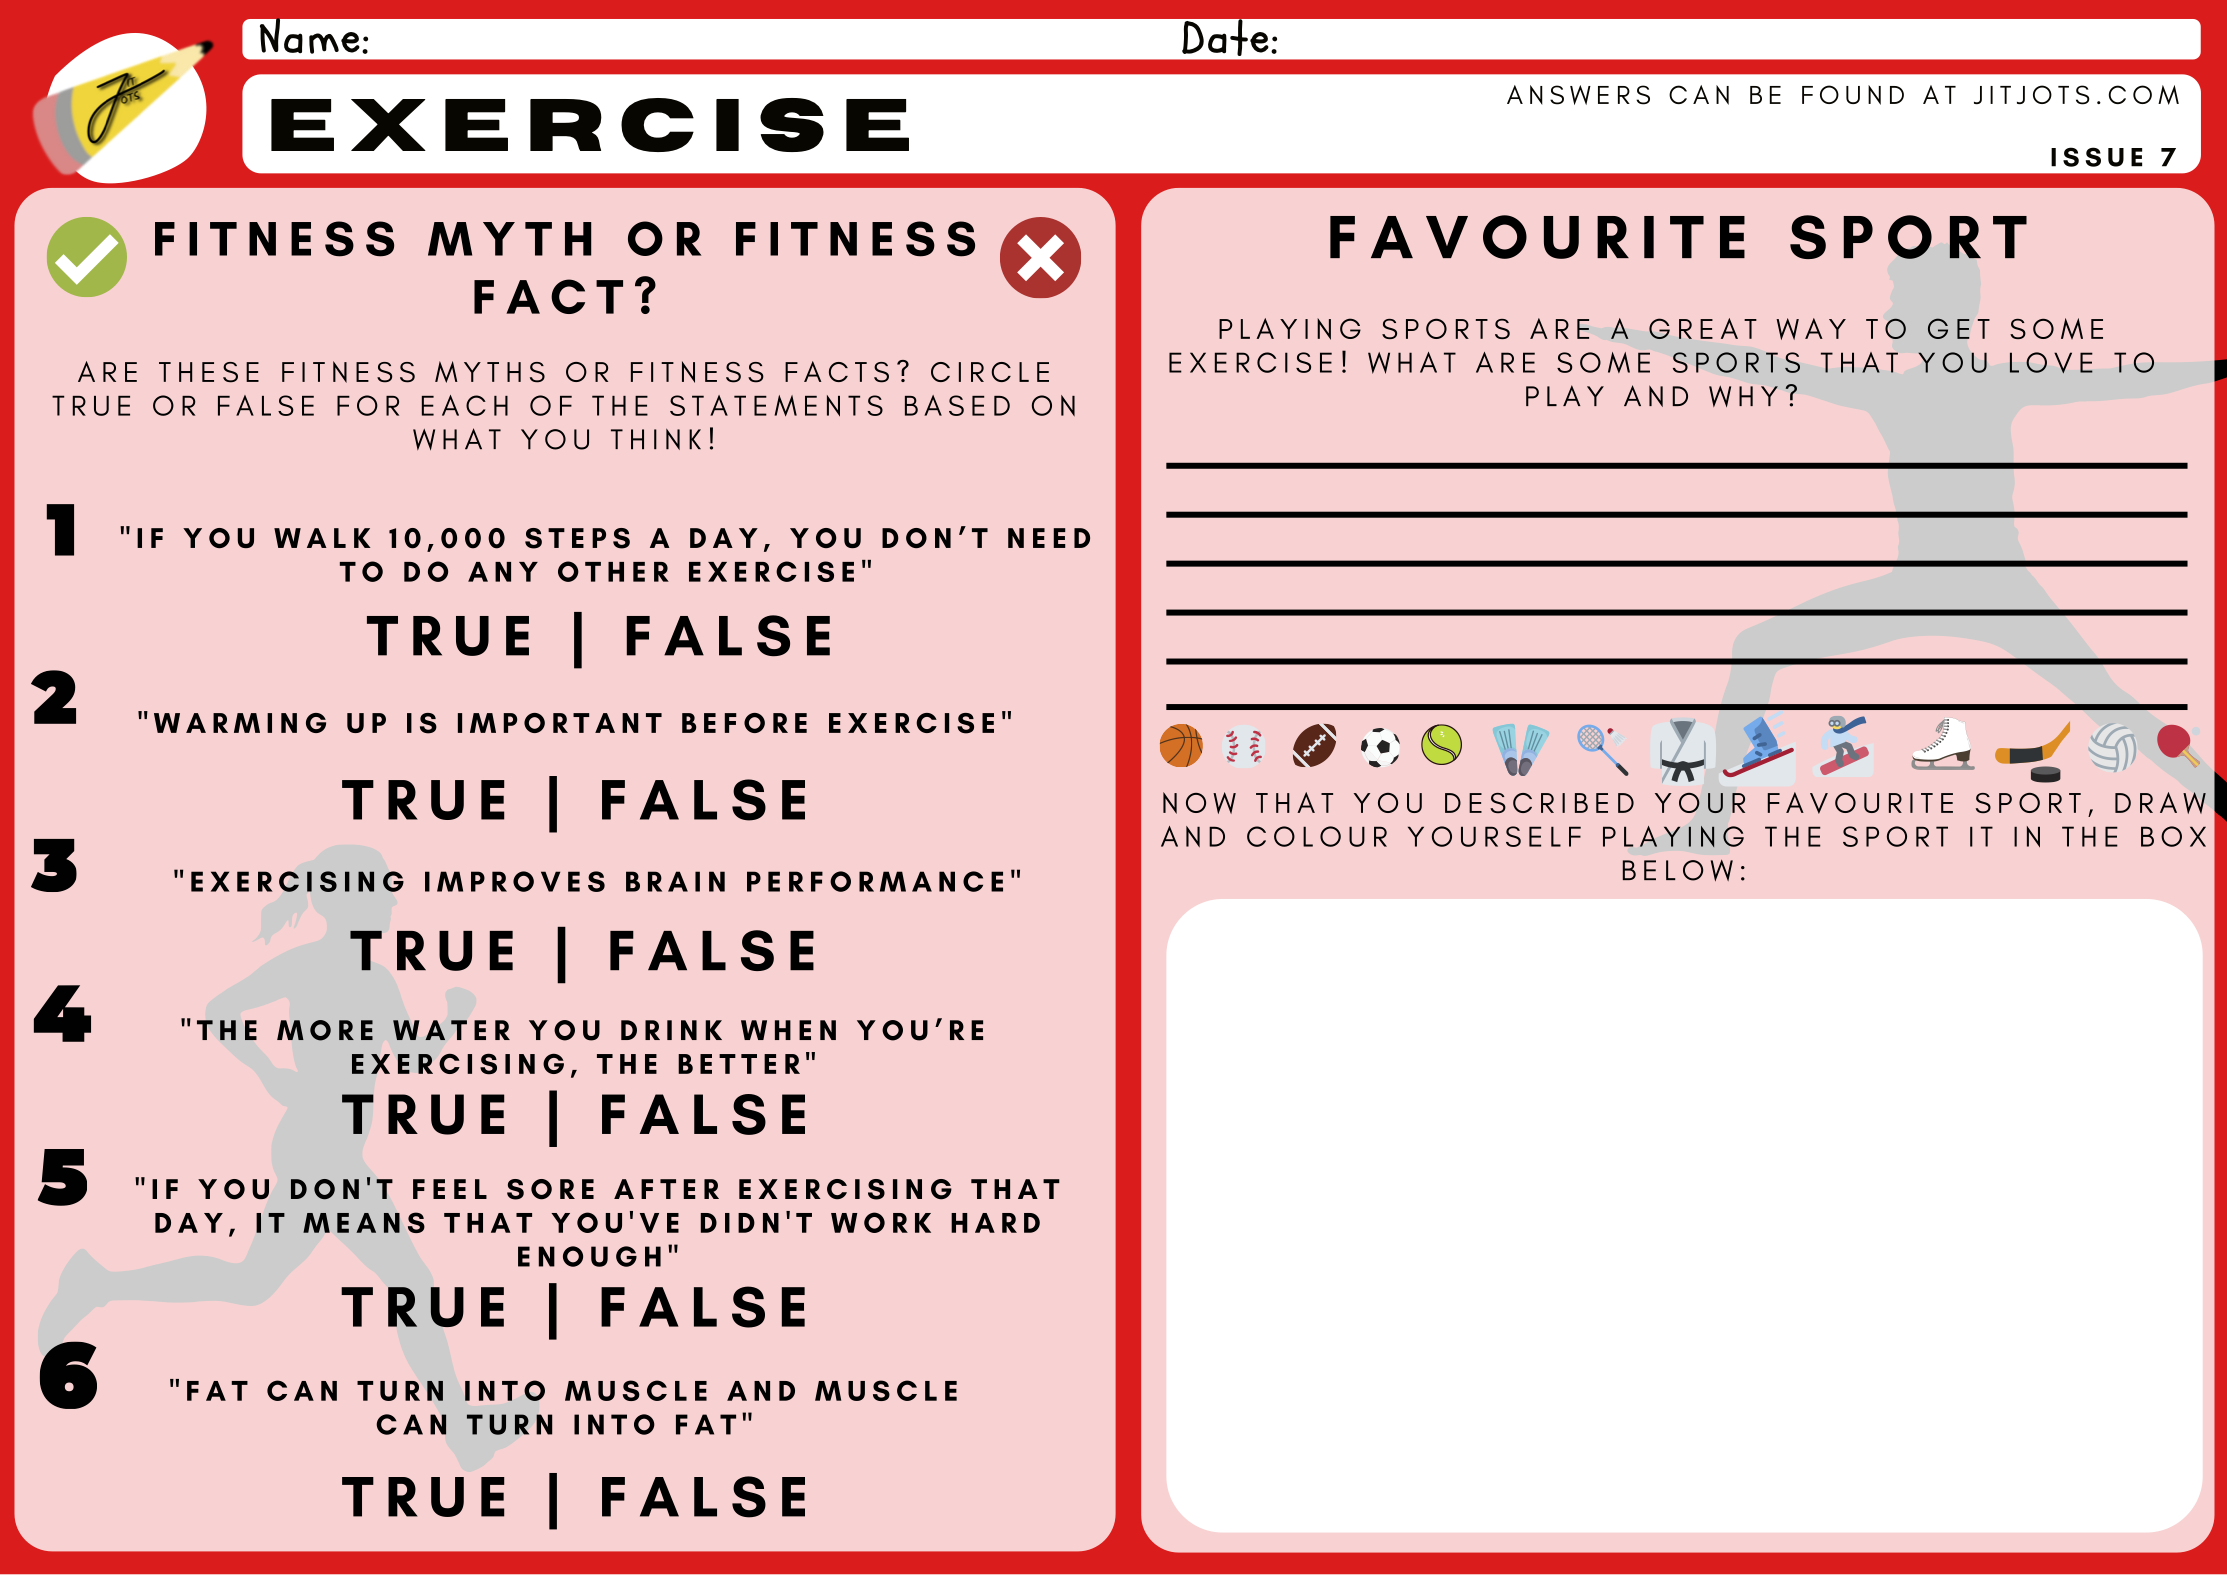 Name:
Date:
JIT
JOTS
EXERCISE
ANSWERS CAN BE FOUND AT JITJOTS.COM
ISSUE 7
FITNESS MYTH OR FITNESS
FACT?
ARE THESE FITNESS MYTHS OR FITNESS FACTS? CIRCLE
TRUE OR FALSE FOR EACH OF THE STATEMENTS BASED ON
WHAT YOU THINK!
1
"IF YOU WALK 10,000 STEPS A DAY, YOU DON'T NEED
TO DO ANY OTHER EXERCISE"
TRUE | FALSE
2
"WARMING UP IS IMPORTANT BEFORE EXERCISE"
TRUE | FALSE
3
"EXERCISING IMPROVES BRAIN PERFORMANCE"
TRUE | FALSE
4
"THE MORE WATER YOU DRINK WHEN YOU'RE
EXERCISING, THE BETTER"
TRUE | FALSE
5
"IF YOU DON'T FEEL SORE AFTER EXERCISING THAT
DAY, IT MEANS THAT YOU'VE DIDN'T WORK HARD
ENOUGH"
TRUE | FALSE
6
"FAT CAN TURN INTO MUSCLE AND MUSCLE
CAN TURN INTO FAT"
TRUE | FALSE
FAVOURITE SPORT
PLAYING SPORTS ARE A GREAT WAY TO GET SOME
EXERCISE! WHAT ARE SOME SPORTS THAT YOU LOVE TO
PLAY AND WHY?
NOW THAT YOU DESCRIBED YOUR FAVOURITE SPORT, DRAW
AND COLOUR YOURSELF PLAYING THE SPORT IT IN THE BOX
BELOW: